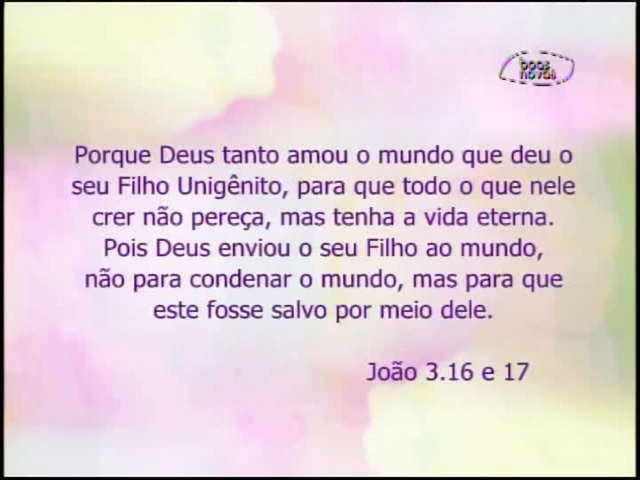 boas
novas
Porque Deus tanto amou o mundo que deu o
seu Filho Unigênito, para que todo o que nele
crer não pereça, mas tenha a vida eterna.
Pois Deus enviou o seu Filho ao mundo,
não para condenar o mundo, mas para que
este fosse salvo por meio dele.
João 3.16 e 17